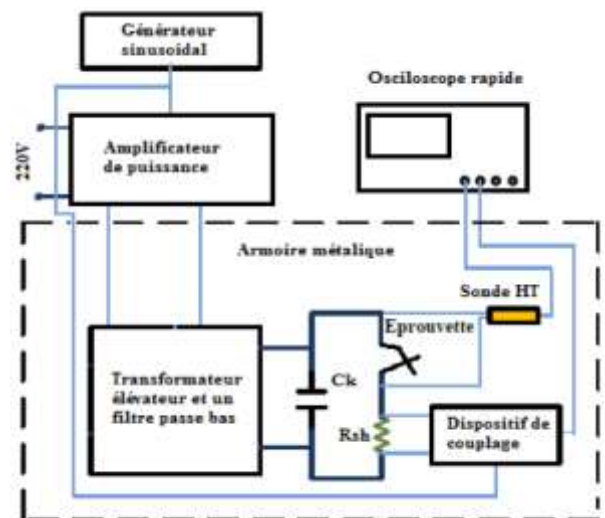 Générateur
sinusoidal
Osciloscope rapide
220V
Amplificateur
de puissance
Armoire métalique
Sonde HT
Eprouvette
Transformateur
élévateur et un
filtre passe bas
Ck
Rsh
Dispositif de
couplage